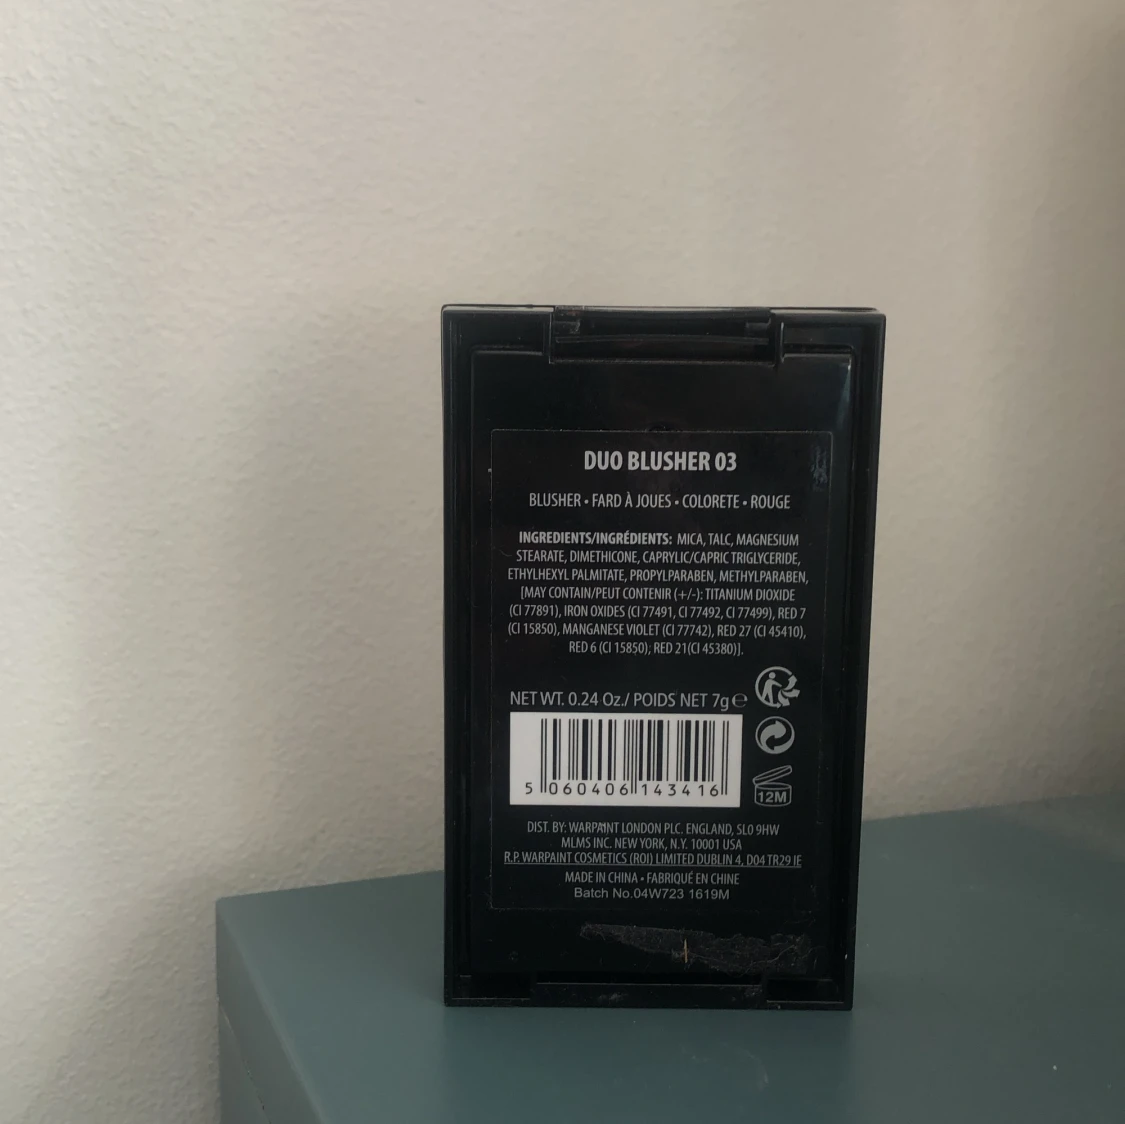 DUO BLUSHER 03
BLUSHER • FARD À JOUES • COLORETE • ROUGE
INGREDIENTS/INGRÉDIENTS: MICA, TALC, MAGNESIUM
STEARATE, DIMETHICONE, CAPRYLIC/CAPRIC TRIGLYCERIDE,
ETHYLHEXYL PALMITATE, PROPYLPARABEN, METHYLPARABEN,
[MAY CONTAIN/PEUT CONTENIR (+/-): TITANIUM DIOXIDE
(CI 77891), IRON OXIDES (CI 77491, CI 77492, CI 77499), RED 7
(CI 15850), MANGANESE VIOLET (CI 77742), RED 27 (CI 45410),
RED 6 (CI 15850), RED 21(CI 45380)].
NET WT. 0.24 Oz./ POIDS NET 7g℮
5 060406 143416
12M
DIST. BY: WARPAINT LONDON PLC. ENGLAND, SL0 9HW
MLMS INC. NEW YORK, N.Y. 10001 USA
R.P. WARPAINT COSMETICS (ROI) LIMITED DUBLIN 4, D04 TR29 IE
MADE IN CHINA • FABRIQUÉ EN CHINE
Batch No.04W723 1619M